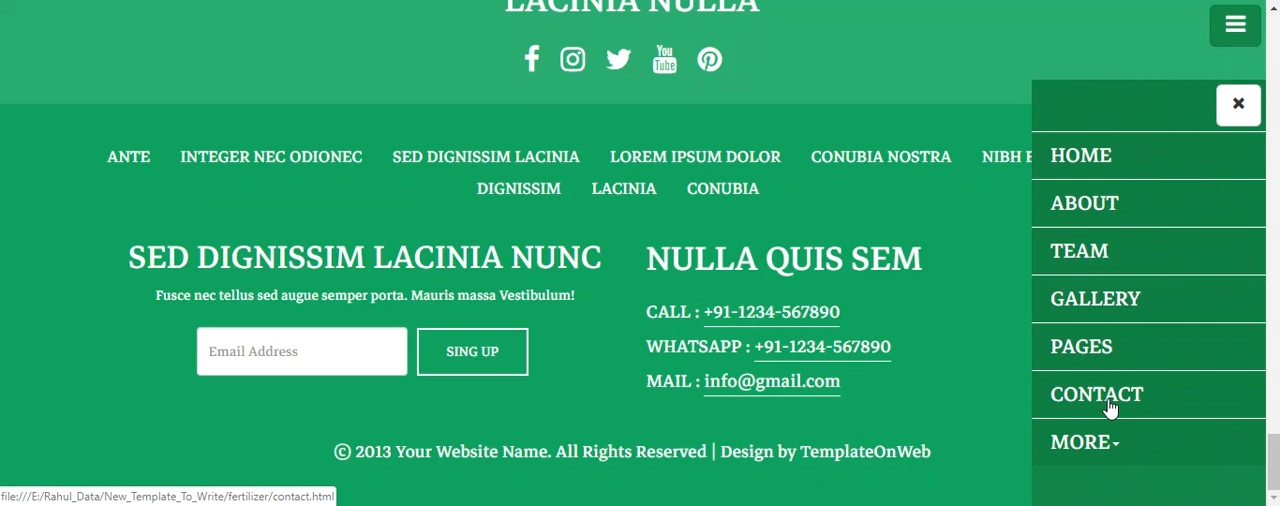 LACINIA NULLA
You
Tube
×
ANTE INTEGER NEC ODIONEC SED DIGNISSIM LACINIA LOREM IPSUM DOLOR CONUBIA NOSTRA NIBH
DIGNISSIM LACINIA CONUBIA
SED DIGNISSIM LACINIA NUNC
Fusce nec tellus sed augue semper porta. Mauris massa Vestibulum!
Email Address
SING UP
NULLA QUIS SEM
CALL : +91-1234-567890
WHATSAPP : +91-1234-567890
MAIL : info@gmail.com
© 2013 Your Website Name. All Rights Reserved | Design by TemplateOnWeb
HOME
ABOUT
TEAM
GALLERY
PAGES
CONTACT
MORE
file:///E:/Rahul_Data/New_Template_To_Write/fertilizer/contact.html